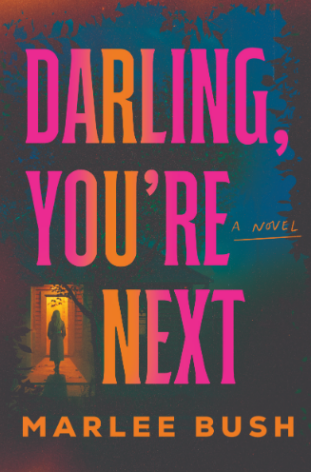 DARLING,
YOU'RE
A NOVEL
NEXT
MARLEE BUSH